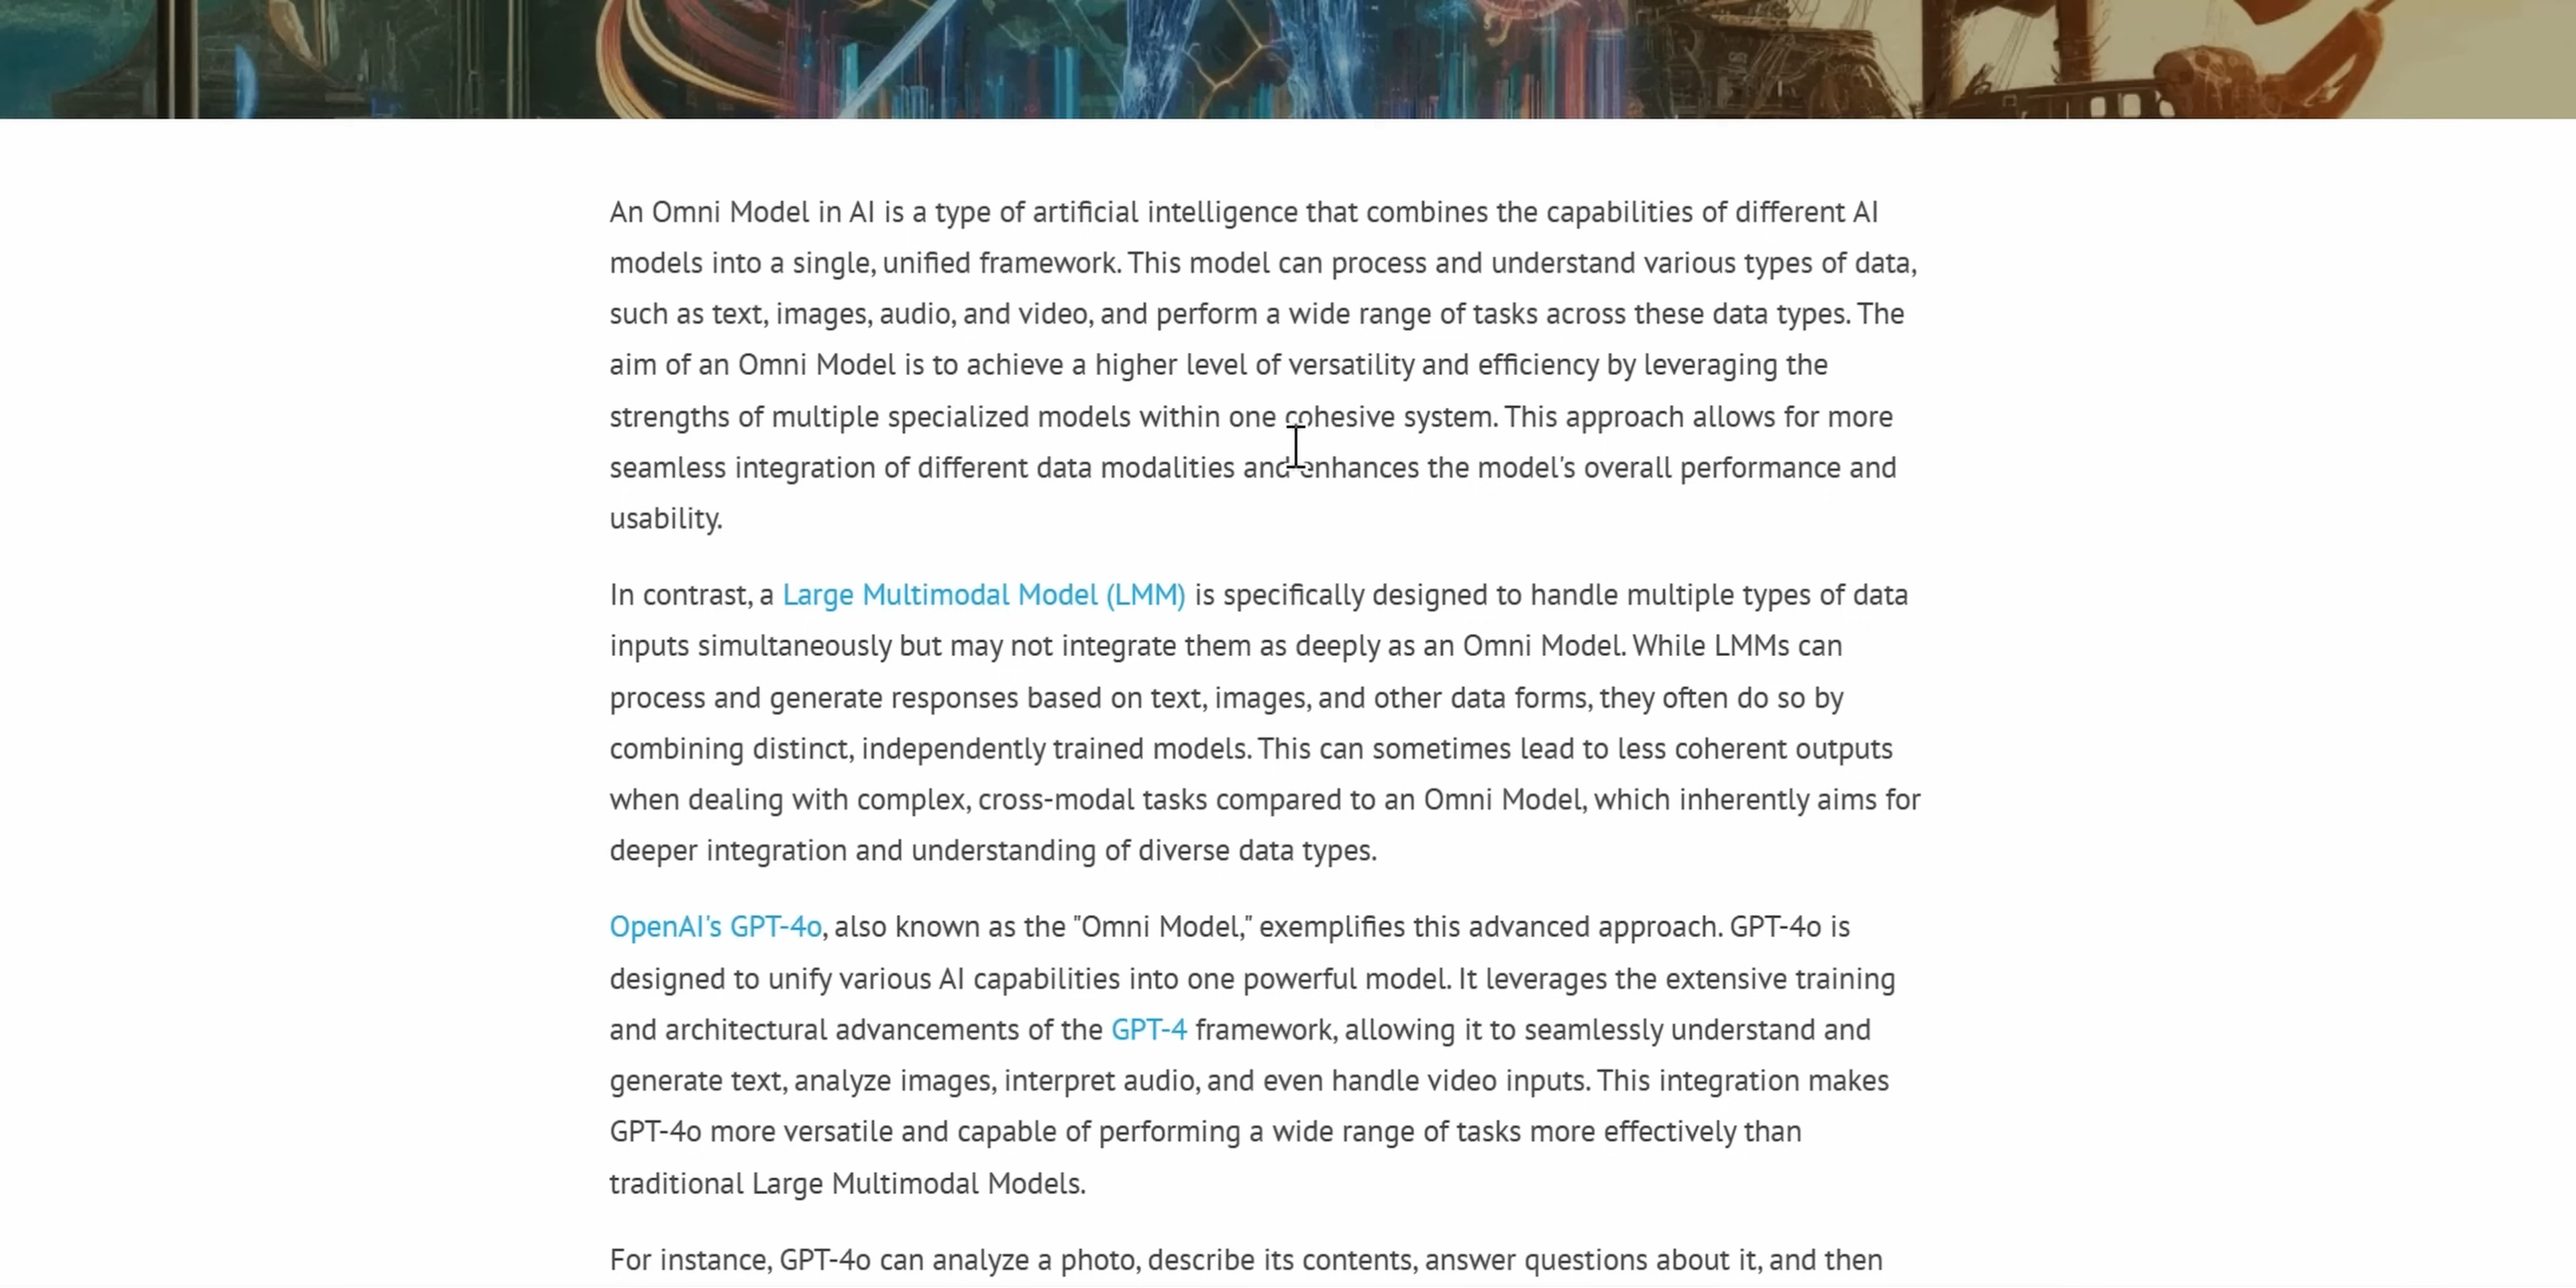 An Omni Model in AI is a type of artificial intelligence that combines the capabilities of different AI
models into a single, unified framework. This model can process and understand various types of data,
such as text, images, audio, and video, and perform a wide range of tasks across these data types. The
aim of an Omni Model is to achieve a higher level of versatility and efficiency by leveraging the
strengths of multiple specialized models within one cohesive system. This approach allows for more
seamless integration of different data modalities and enhances the model's overall performance and
usability.
In contrast, a Large Multimodal Model (LMM) is specifically designed to handle multiple types of data
inputs simultaneously but may not integrate them as deeply as an Omni Model. While LMMs can
process and generate responses based on text, images, and other data forms, they often do so by
combining distinct, independently trained models. This can sometimes lead to less coherent outputs
when dealing with complex, cross-modal tasks compared to an Omni Model, which inherently aims for
deeper integration and understanding of diverse data types.
OpenAI's GPT-4o, also known as the "Omni Model," exemplifies this advanced approach. GPT-4o is
designed to unify various AI capabilities into one powerful model. It leverages the extensive training
and architectural advancements of the GPT-4 framework, allowing it to seamlessly understand and
generate text, analyze images, interpret audio, and even handle video inputs. This integration makes
GPT-4o more versatile and capable of performing a wide range of tasks more effectively than
traditional Large Multimodal Models.
For instance, GPT-4o can analyze a photo, describe its contents, answer questions about it, and then